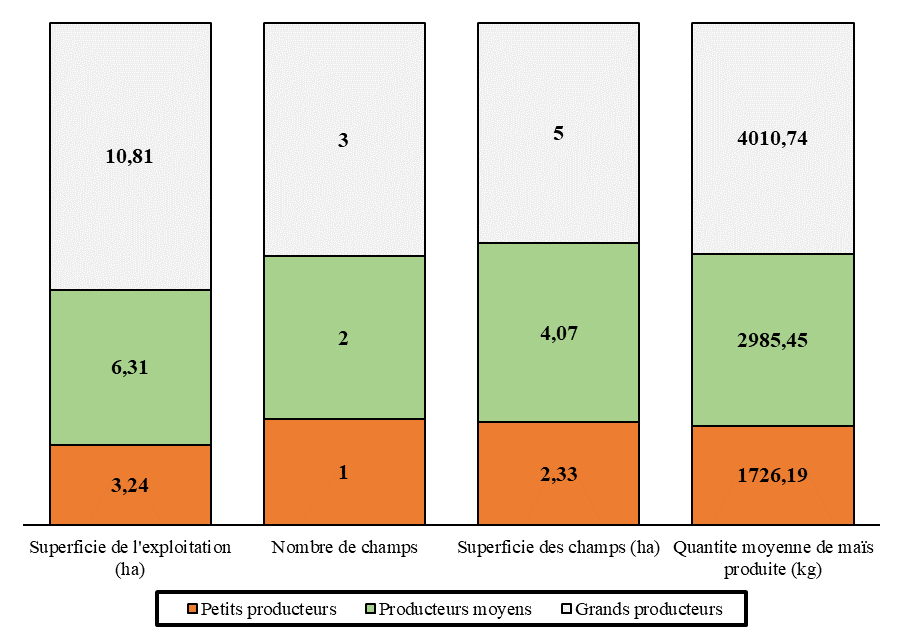 10,81
3
5
4010,74
6,31
2
4,07
2985,45
3,24
1
2,33
1726,19
Superficie de l'exploitation
(ha)
Nombre de champs
Superficie des champs (ha)
Quantite moyenne de maïs
produite (kg)
Petits producteurs
Producteurs moyens
Grands producteurs